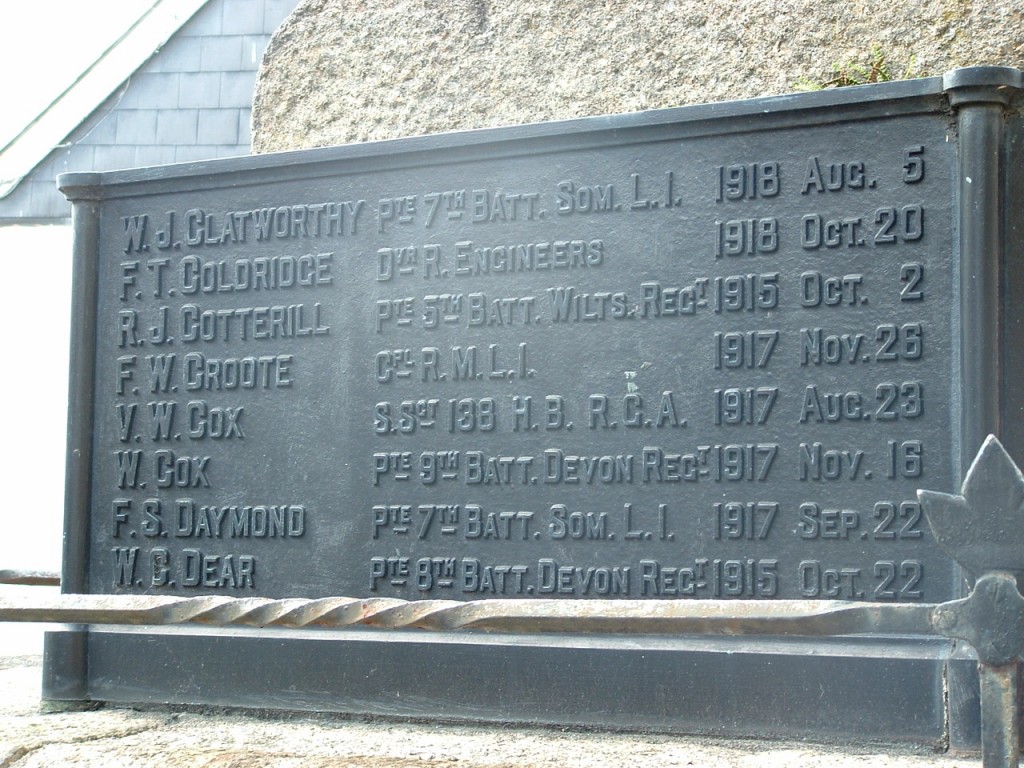 W. J. CLATWORTHY PTE 7TH BATT. SOM. L.I. 1918 AUG. 5
F. T. COLDRIDGE DVR R. ENGINEERS 1918 OCT. 20
R. J. COTTERILL PTE 5TH BATT. WILTS. REGT 1915 OCT. 2
F. W. GROOTE CPL R.M.L.I. 1917 NOV. 26
V. W. COX S.SGT 138 H.B. R.G.A. 1917 AUG. 23
W. COX PTE 9TH BATT. DEVON REGT 1917 NOV. 16
F. S. DAYMOND PTE 7TH BATT. SOM. L.I. 1917 SEP. 22
W. G. DEAR PTE 8TH BATT. DEVON REGT 1915 OCT. 22